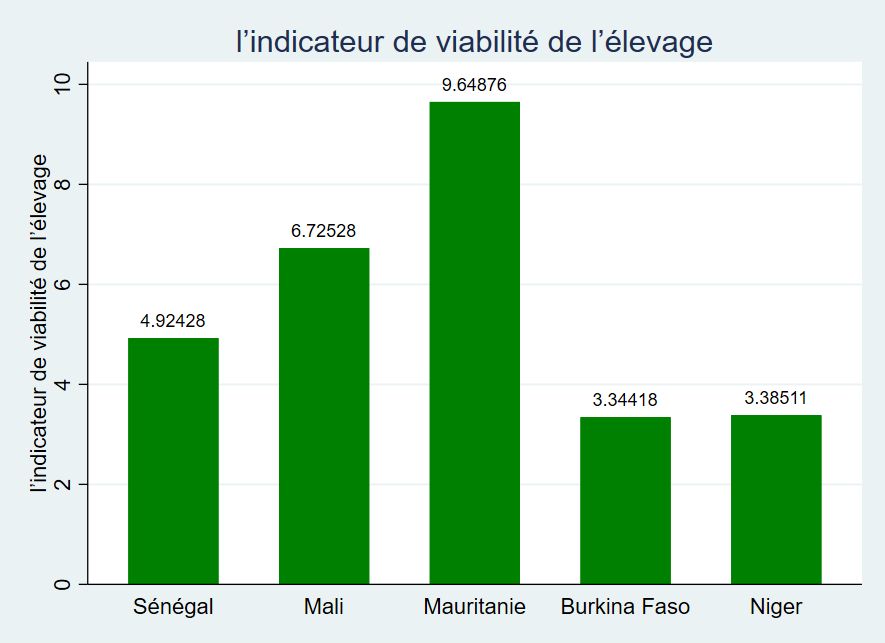 l’indicateur de viabilité de l’élevage
l’indicateur de viabilité de l’élevage
10
8
6
4
2
0
4.92428
6.72528
9.64876
3.34418
3.38511
Sénégal
Mali
Mauritanie
Burkina Faso
Niger